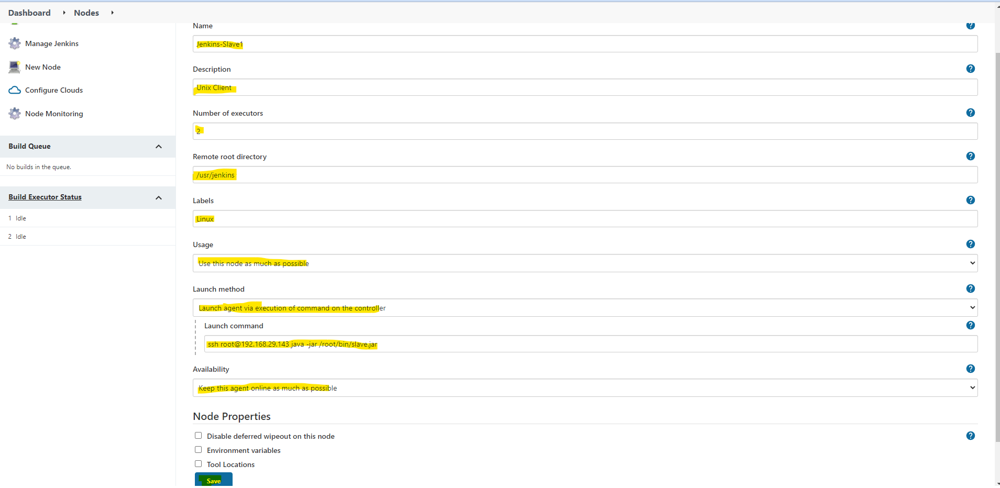 Dashboard
Nodes
Manage Jenkins
New Node
Configure Clouds
Node Monitoring
Build Queue
No builds in the queue.
Build Executor Status
1 Idle
2 Idle
Name
Jenkins-Slave1
Description
Unix Client
Number of executors
2
Remote root directory
/usr/jenkins
Labels
Linux
Usage
Use this node as much as possible
Launch method
Launch agent via execution of command on the controller
Launch command
ssh root@192.168.29.143 java -jar /root/bin/slave.jar
Availability
Keep this agent online as much as possible
Node Properties
Disable deferred wipeout on this node
Environment variables
Tool Locations
Save